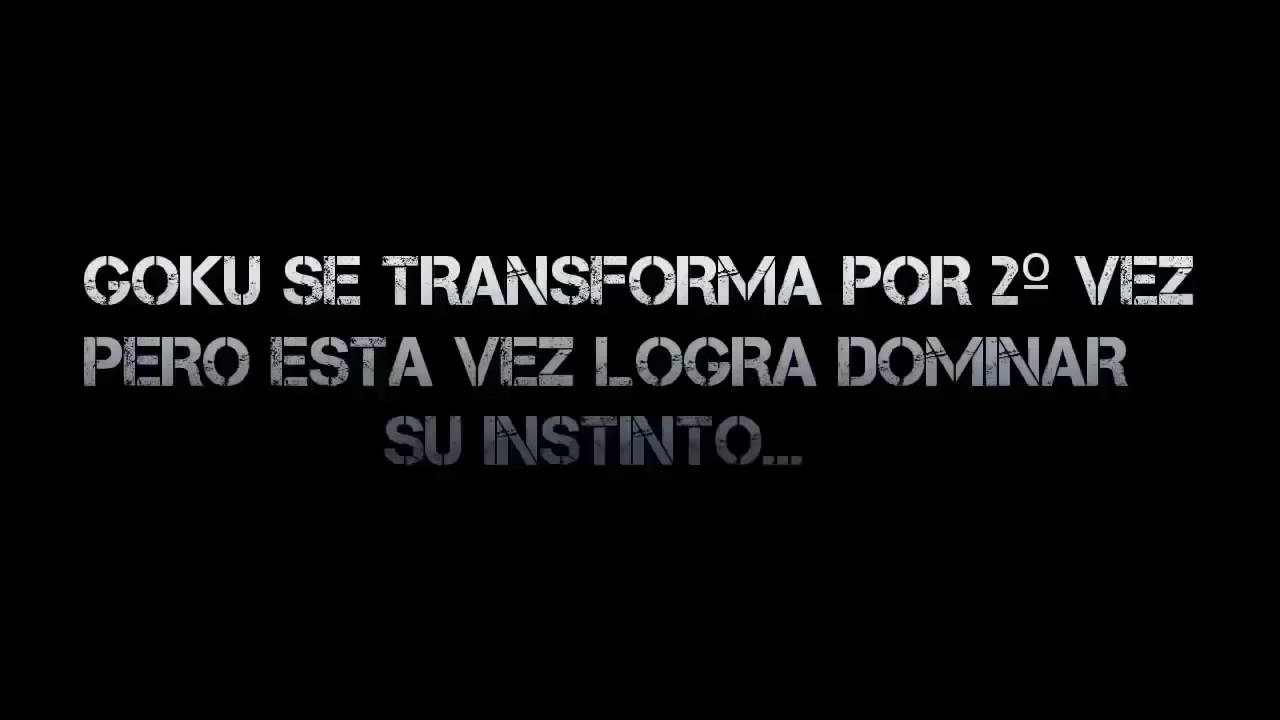 GOKU SE TRANSFORMA POR 2º VEZ
PERO ESTA VEZ LOGRA DOMINAR
SU INSTINTO...